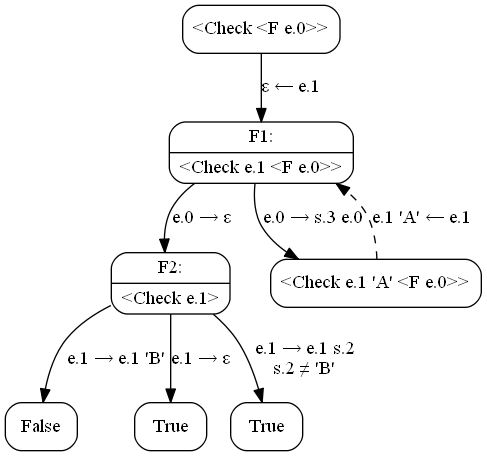 <Check <F e.0>>
ε ← e.1
F1:
<Check e.1 <F e.0>>
e.0 → ε
e.0 → s.3 e.0
e.1 'A' ← e.1
F2:
<Check e.1>
<Check e.1 'A' <F e.0>>
e.1 → e.1 'B'
e.1 → ε
e.1 → e.1 s.2
s.2 ≠ 'B'
False
True
True